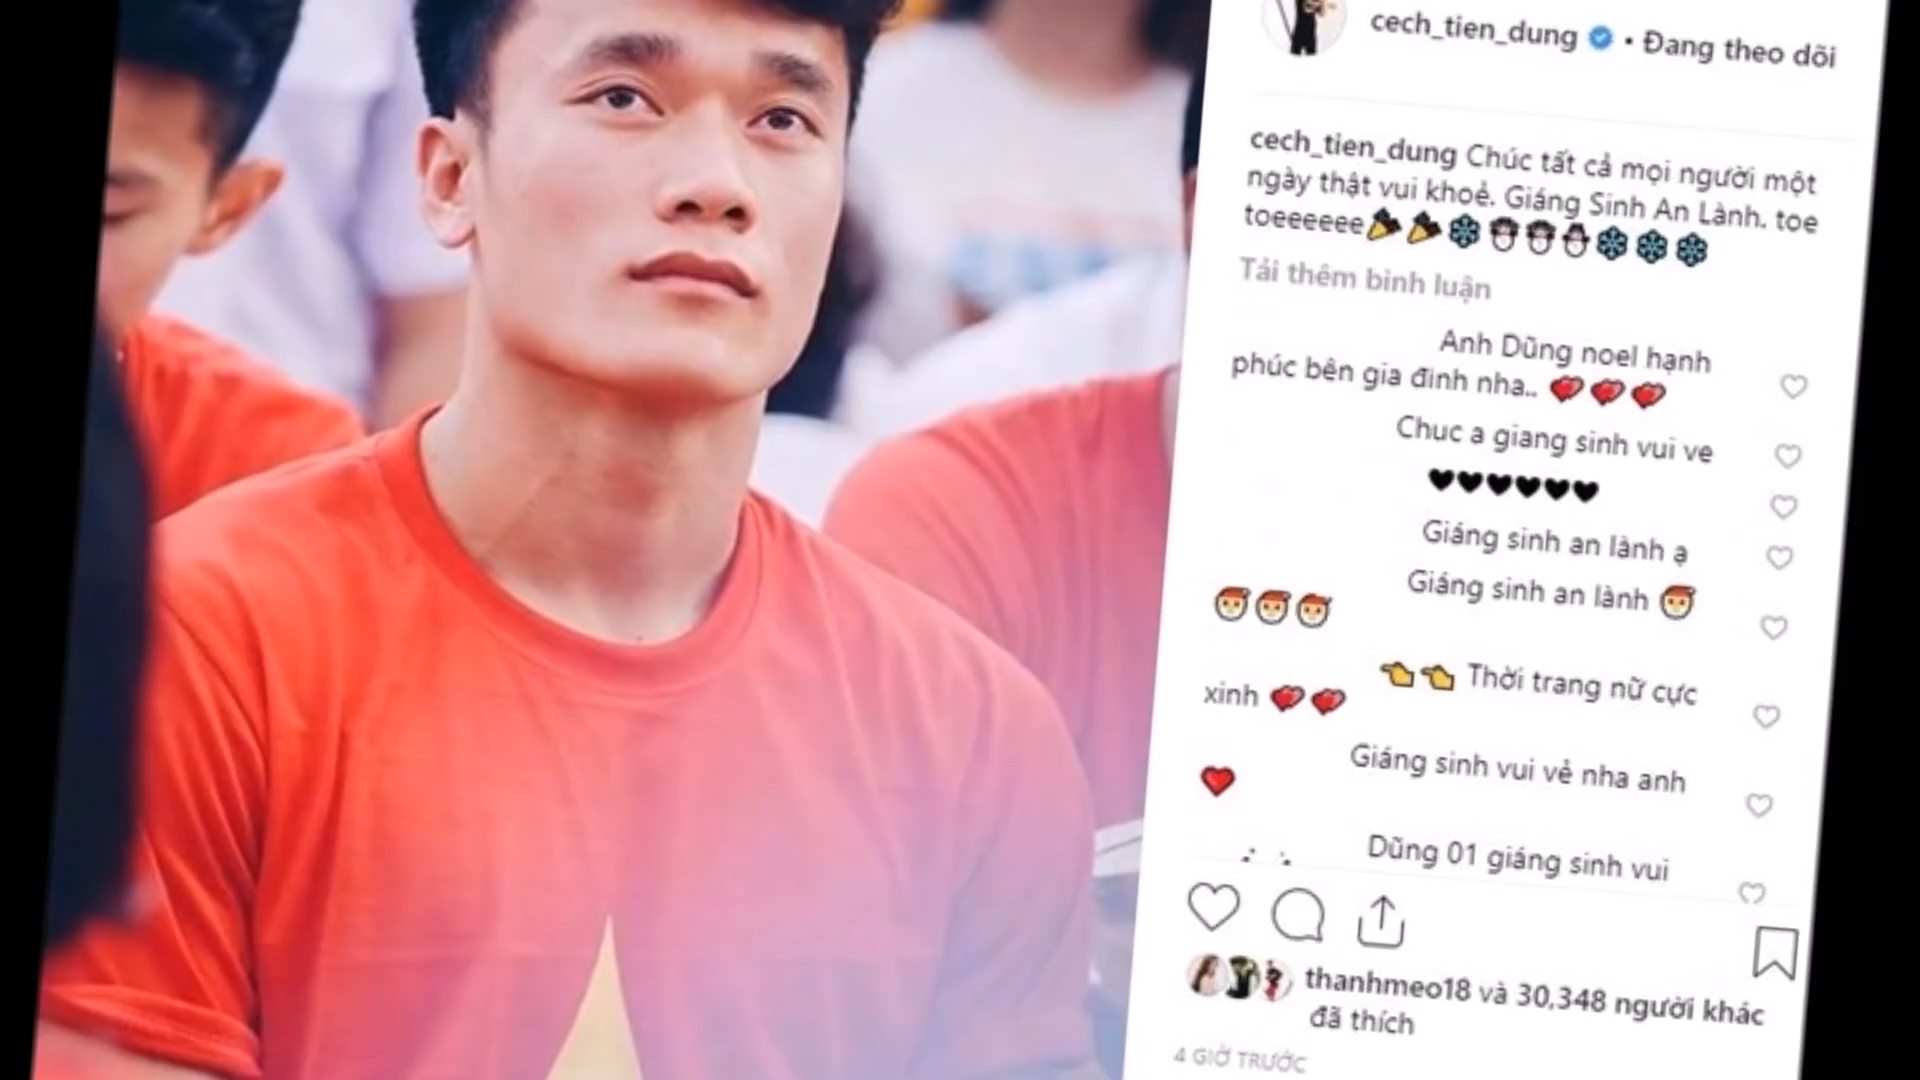 cech_tien_dung • Đang theo dõi
cech_tien_dung Chúc tất cả mọi người một
ngày thật vui khoẻ. Giáng Sinh An Lành. toe
toeeeeee
Tải thêm bình luận
Anh Dũng noel hạnh
phúc bên gia đình nha..
Chuc a giang sinh vui ve
Giáng sinh an lành ạ
Giáng sinh an lành
Thời trang nữ cực
xinh
Giáng sinh vui vẻ nha anh
Dũng 01 giáng sinh vui
thanhmeo18 và 30,348 người khác
đã thích
4 GIỜ TRƯỚC